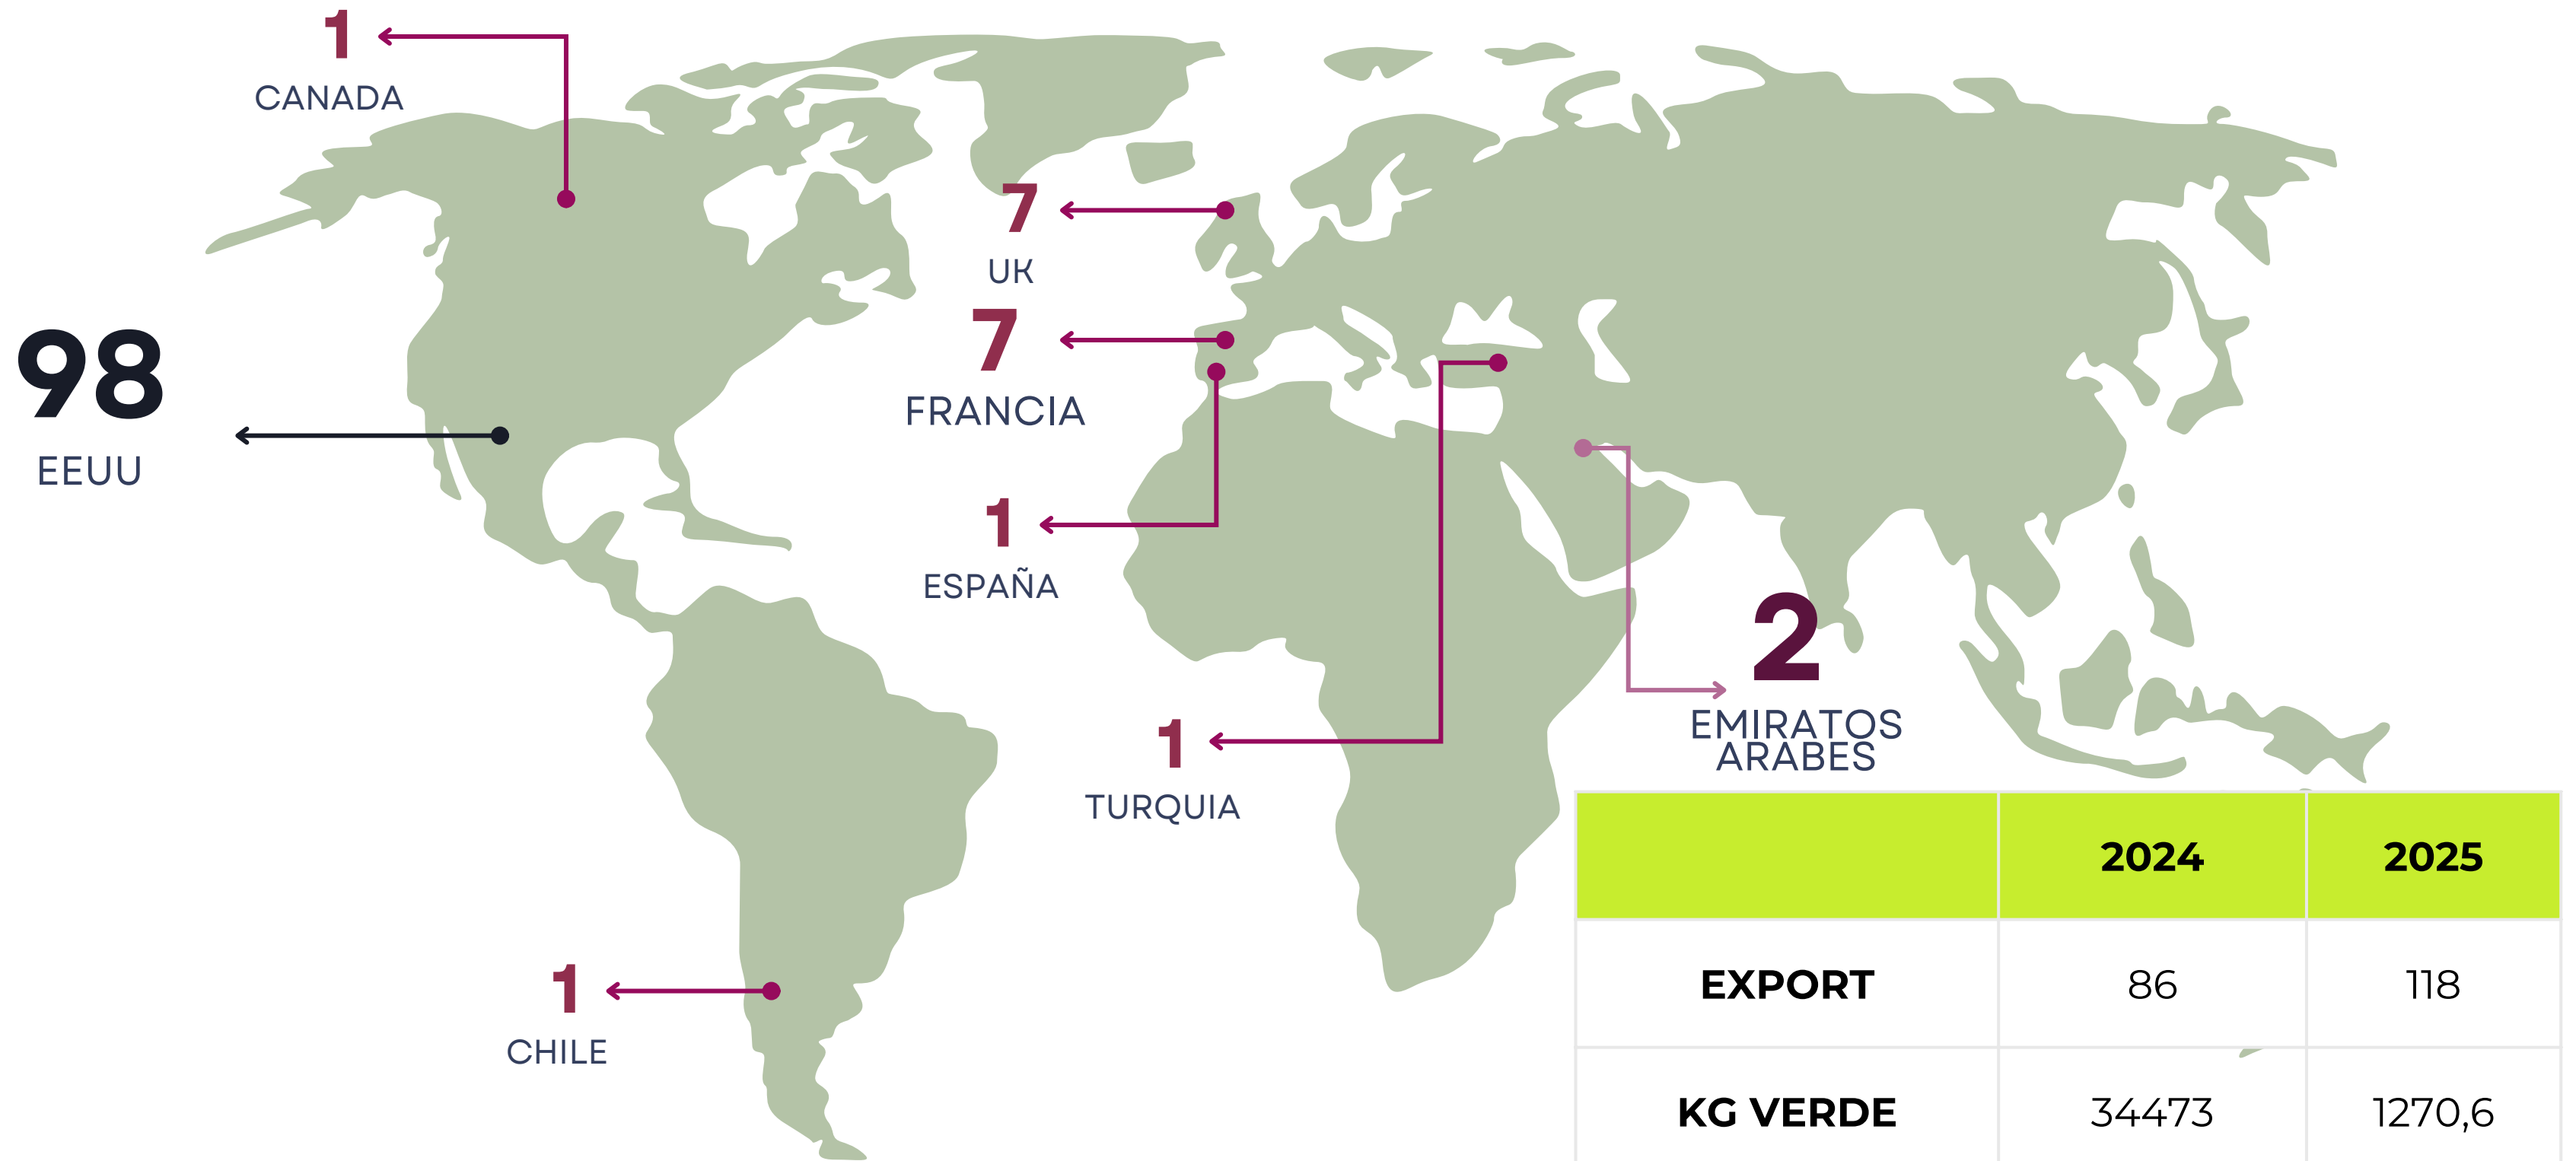 1
CANADA
7
UK
7
FRANCIA
98
EEUU
1
ESPAÑA
2
EMIRATOS
ARABES
1
TURQUIA
1
CHILE
2024 2025
EXPORT 86 118
KG VERDE 34473 1270,6